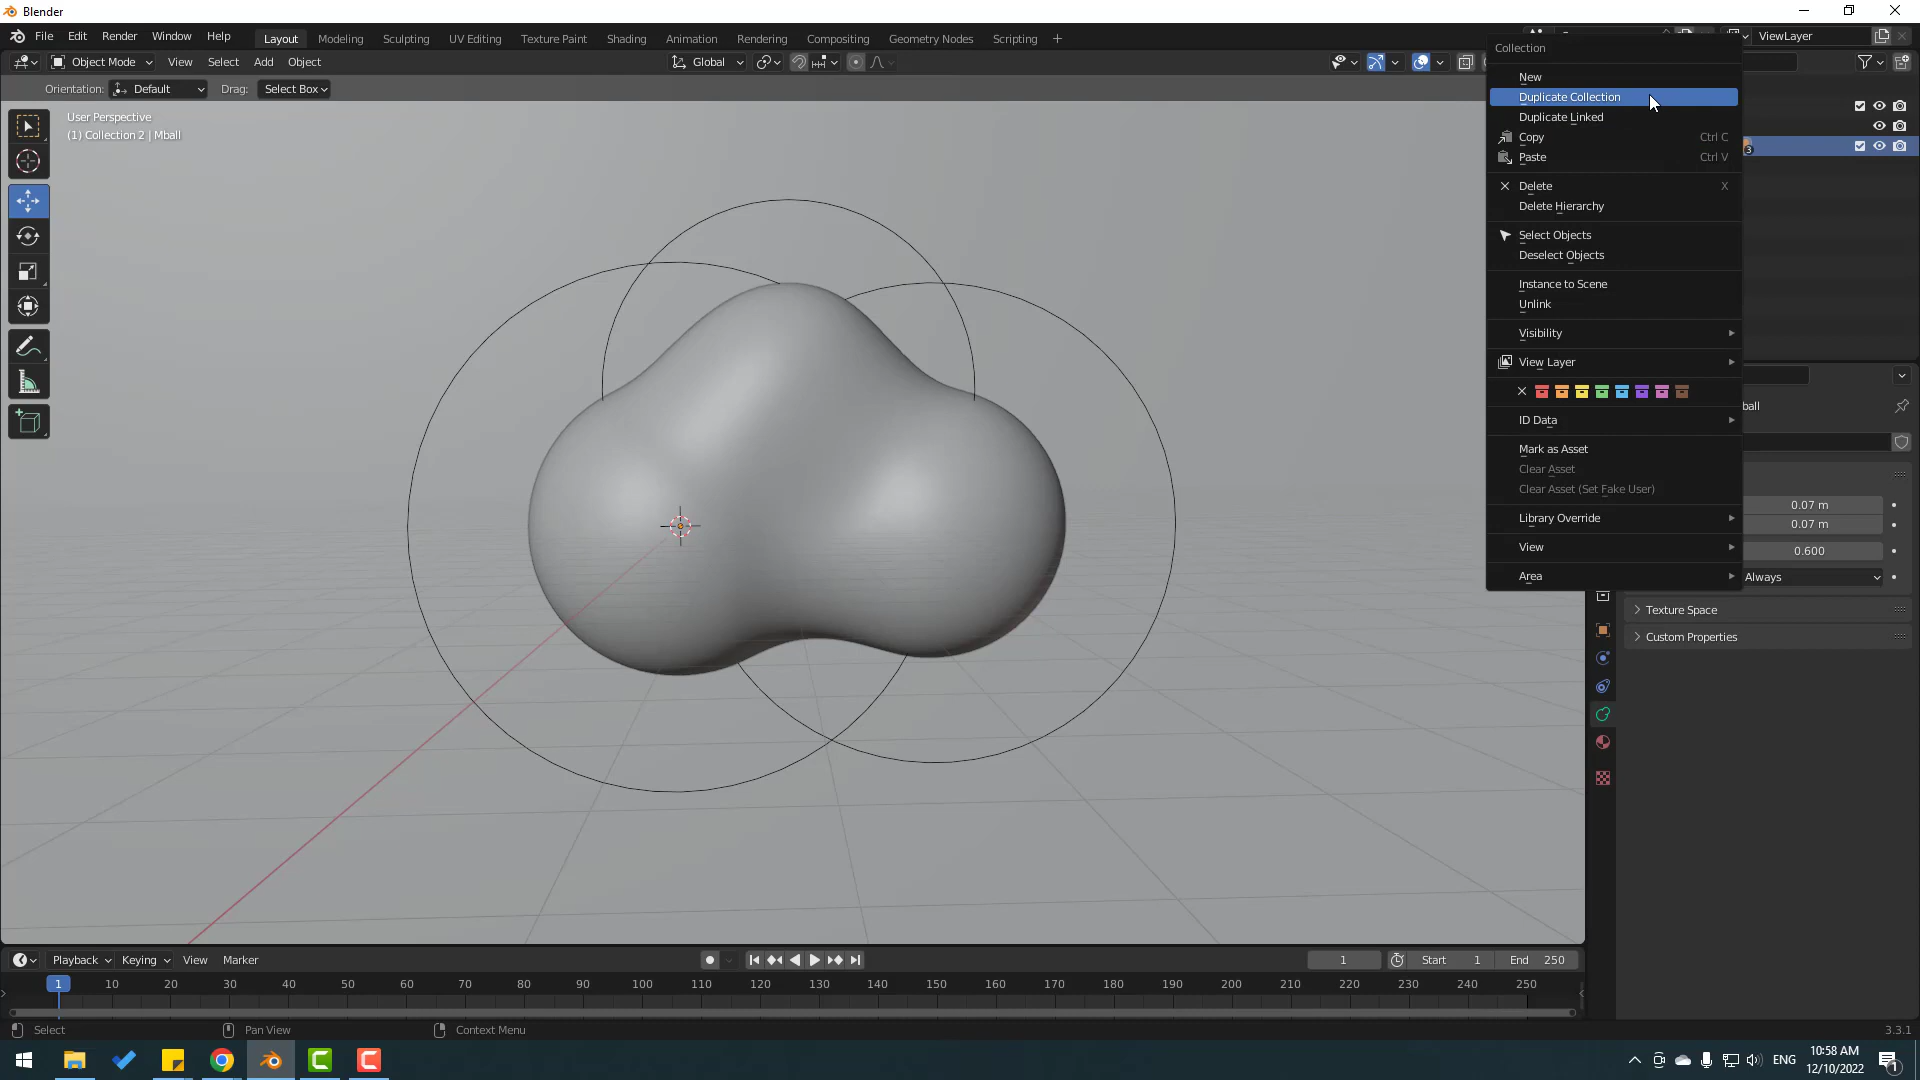 Blender
File Edit Render Window Help Layout Modeling Sculpting UV Editing Texture Paint Shading Animation Rendering Compositing Geometry Nodes Scripting + ViewLayer
Object Mode View Select Add Object Global
Orientation: Default Drag: Select Box
User Perspective
(1) Collection 2 | Mball
Collection
New
Duplicate Collection
Duplicate Linked
Copy Ctrl C
Paste Ctrl V
Delete X
Delete Hierarchy
Select Objects
Deselect Objects
Instance to Scene
Unlink
Visibility
View Layer
ID Data
Mark as Asset
Clear Asset
Clear Asset (Set Fake User)
Library Override
View
Area
3
ball
0.07 m
0.07 m
0.600
Always
Texture Space
Custom Properties
Playback Keying View Marker 1 Start 1 End 250
1 10 20 30 40 50 60 70 80 90 100 110 120 130 140 150 160 170 180 190 200 210 220 230 240 250
Select Pan View Context Menu 3.3.1
ENG 10:58 AM
12/10/2022 1